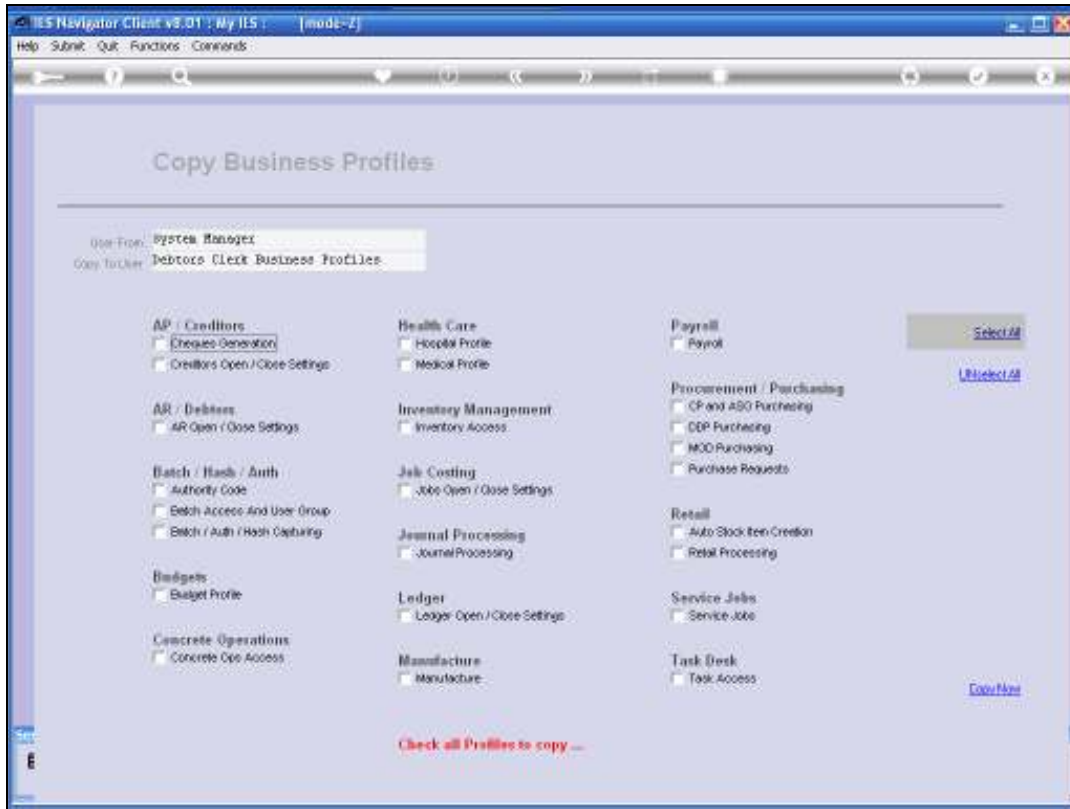 IES Navigator Client v8.01 : My IES : [mode-Z]
Help Submit Quit Functions Commands
Copy Business Profiles
User From System Manager
Copy To User Debtors Clerk Business Profiles
AP / Creditors
Cheques Generation
Creditors Open / Close Settings
AR / Debtors
AR Open / Close Settings
Batch / Hash / Auth
Authority Code
Batch Access And User Group
Batch / Auth / Hash Capturing
Budgets
Budget Profile
Concrete Operations
Concrete Ops Access
Health Care
Hospital Profile
Medical Profile
Inventory Management
Inventory Access
Job Costing
Jobs Open / Close Settings
Journal Processing
Journal Processing
Ledger
Ledger Open / Close Settings
Manufacture
Manufacture
Payroll
Payroll
Procurement / Purchasing
CP and ASO Purchasing
DDP Purchasing
MOD Purchasing
Purchase Requests
Retail
Auto Stock Item Creation
Retail Processing
Service Jobs
Service Jobs
Task Desk
Task Access
Select All
UNselect All
Copy Now
Check all Profiles to copy ...